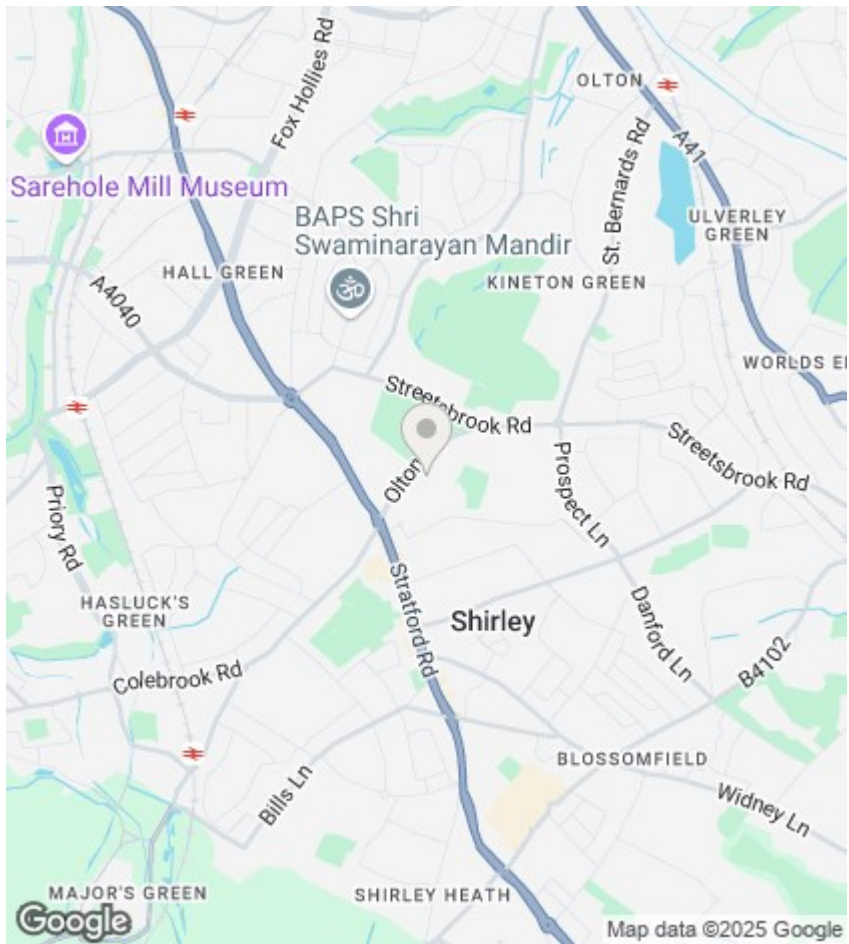 OLTON
Fox Hollies Rd
A41
Sarehole Mill Museum
St. Bernards Rd
BAPS Shri
Swaminarayan Mandir
ULVERLEY
GREEN
HALL GREEN
KINETON GREEN
A4040
WORLDS E
Streetsbrook Rd
Streetsbrook Rd
Olton
Prospect Ln
Priory Rd
Stratford Rd
HASLUCK'S
GREEN
Shirley
Danford Ln
Colebrook Rd
B4102
BLOSSOMFIELD
Bills Ln
Widney Ln
MAJOR'S GREEN
SHIRLEY HEATH
Google
Map data ©2025 Google